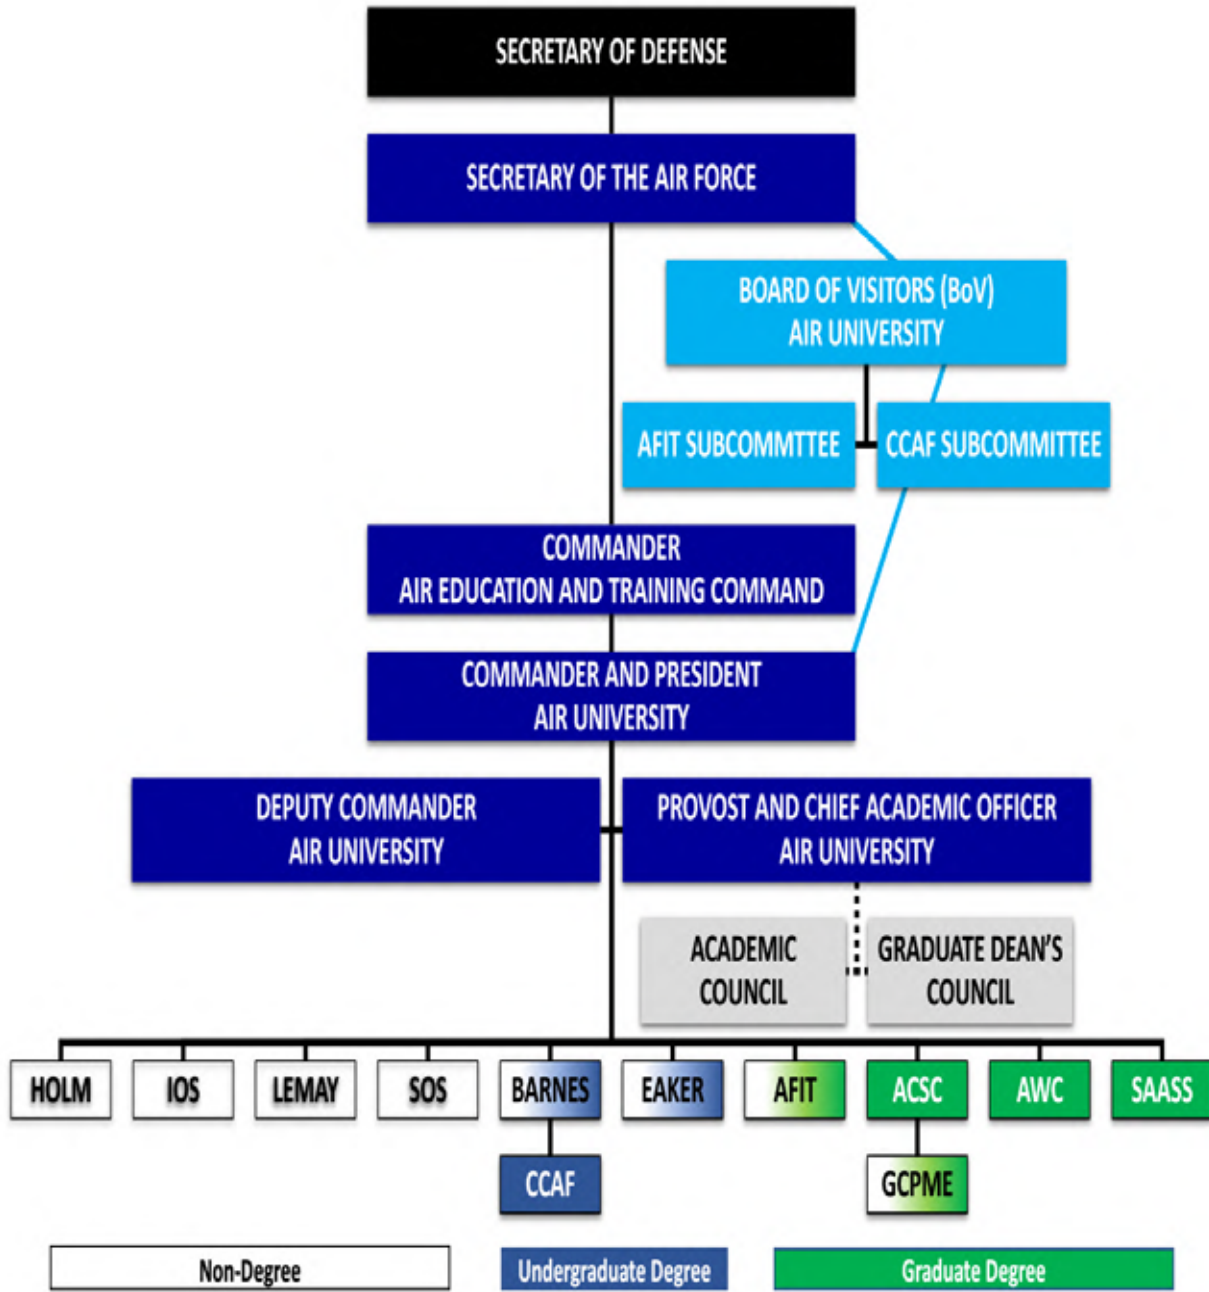 SECRETARY OF DEFENSE
SECRETARY OF THE AIR FORCE
BOARD OF VISITORS (BoV)
AIR UNIVERSITY
AFIT SUBCOMMTTEE
CCAF SUBCOMMITTEE
COMMANDER
AIR EDUCATION AND TRAINING COMMAND
COMMANDER AND PRESIDENT
AIR UNIVERSITY
DEPUTY COMMANDER
AIR UNIVERSITY
PROVOST AND CHIEF ACADEMIC OFFICER
AIR UNIVERSITY
ACADEMIC
COUNCIL
GRADUATE DEAN'S
COUNCIL
HOLM
IOS
LEMAY
SOS
BARNES
EAKER
AFIT
ACSC
AWC
SAASS
CCAF
GCPME
Non-Degree
Undergraduate Degree
Graduate Degree